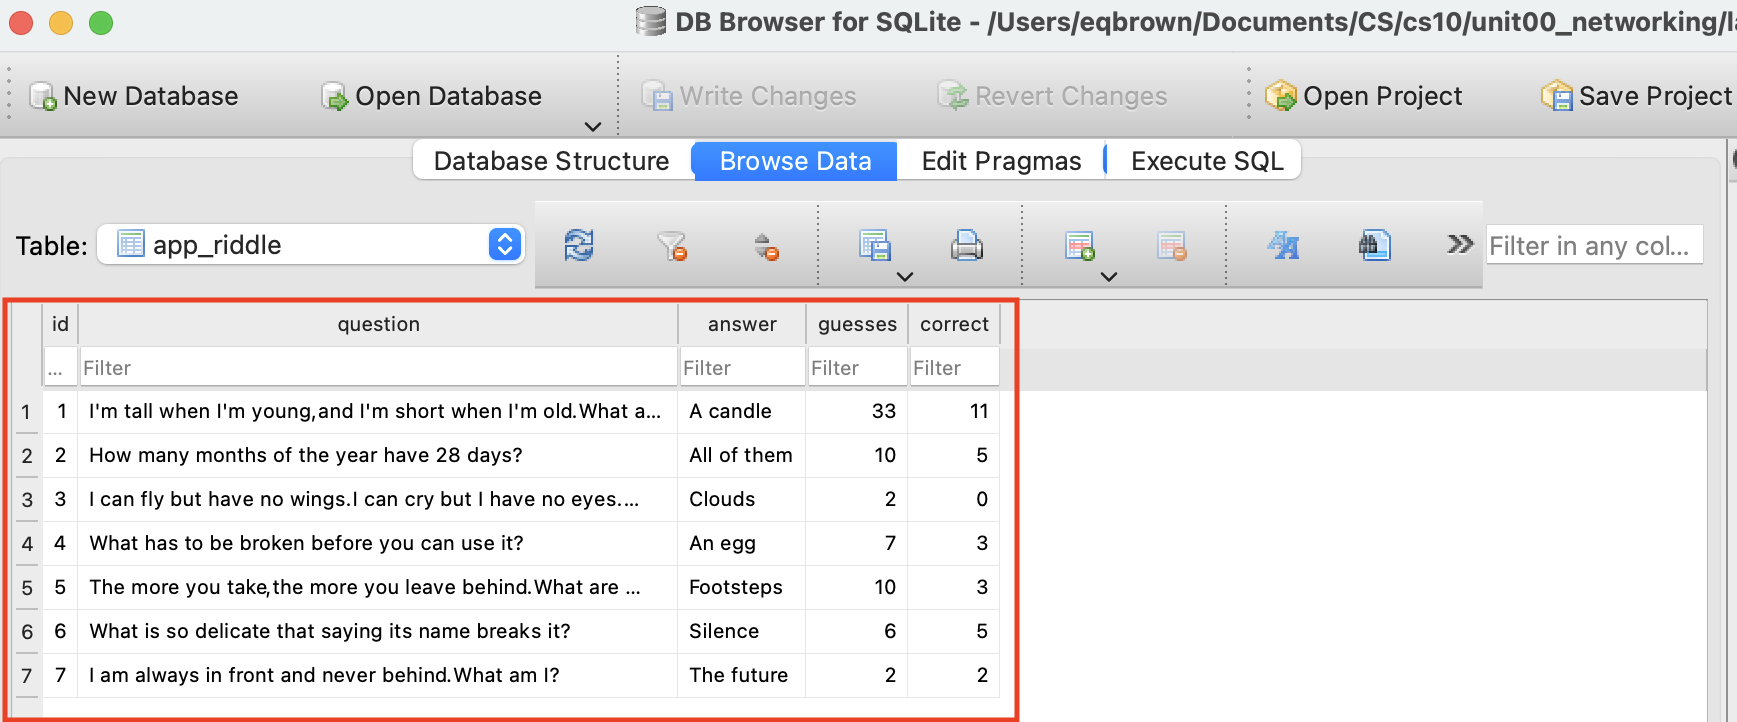 DB Browser for SQLite - /Users/eqbrown/Documents/CS/cs10/unit00_networking/
New Database Open Database Write Changes Revert Changes Open Project Save Project
Database Structure Browse Data Edit Pragmas Execute SQL
Table: app_riddle Filter in any col...
id question answer guesses correct
... Filter Filter Filter Filter
1 1 I'm tall when I'm young,and I'm short when I'm old.What a... A candle 33 11
2 2 How many months of the year have 28 days? All of them 10 5
3 3 I can fly but have no wings.I can cry but I have no eyes.... Clouds 2 0
4 4 What has to be broken before you can use it? An egg 7 3
5 5 The more you take,the more you leave behind.What are ... Footsteps 10 3
6 6 What is so delicate that saying its name breaks it? Silence 6 5
7 7 I am always in front and never behind.What am I? The future 2 2